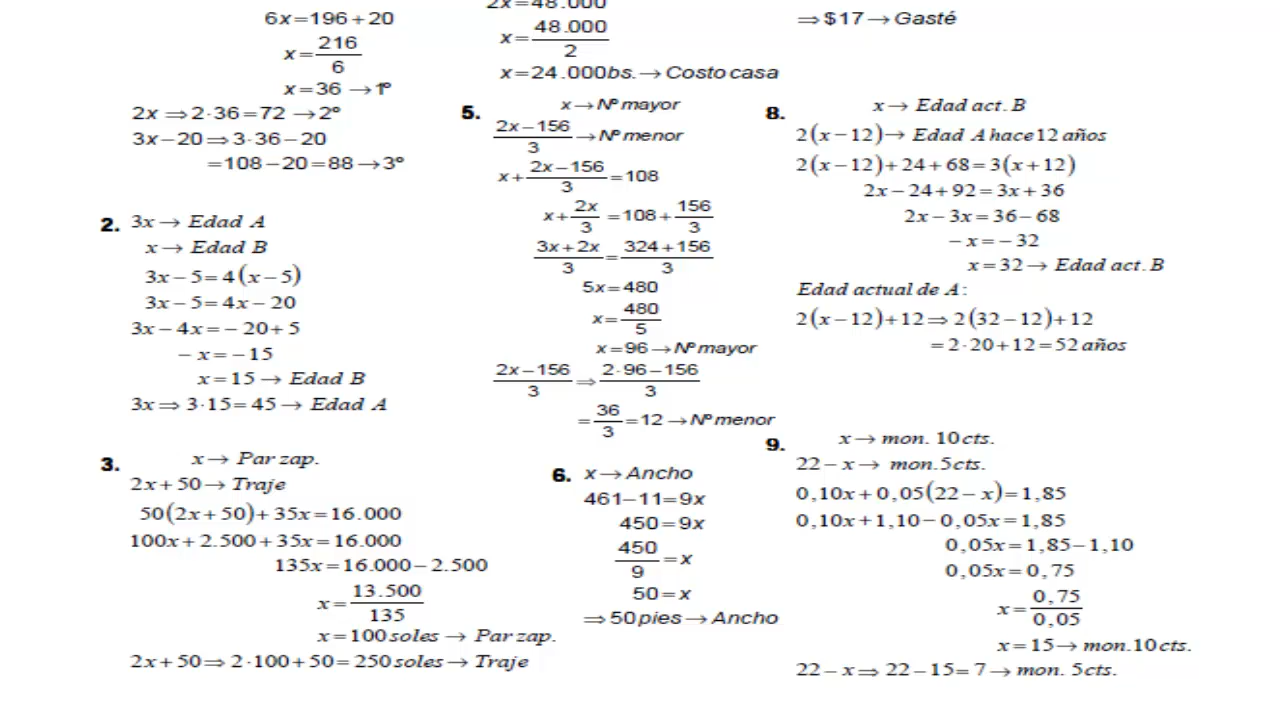 6x=196+20
x=216/6
x=36 →1º
2x ⇒2·36=72 →2º
3x−20⇒3·36−20
=108−20=88→3º
2. 3x→ Edad A
x→ Edad B
3x−5=4(x−5)
3x−5=4x−20
3x−4x=−20+5
−x=−15
x=15→ Edad B
3x⇒3·15=45→ Edad A
3. x→ Par zap.
2x+50→Traje
50(2x+50)+35x=16.000
100x+2.500+35x=16.000
135x=16.000−2.500
x=13.500/135
x=100soles→ Par zap.
2x+50⇒2·100+50=250soles→Traje
2x=48.000
x=48.000/2
x=24.000bs.→ Costo casa
5. x→Nº mayor
(2x−156)/3→Nº menor
x+(2x−156)/3=108
x+2x/3=108+156/3
(3x+2x)/3=(324+156)/3
5x=480
x=480/5
x=96→Nº mayor
(2x−156)/3⇒(2·96−156)/3
=36/3=12→Nº menor
6. x→Ancho
461−11=9x
450=9x
450/9=x
50=x
⇒50pies→Ancho
⇒$17→Gasté
8. x→ Edad act. B
2(x−12)→ Edad A hace 12 años
2(x−12)+24+68=3(x+12)
2x−24+92=3x+36
2x−3x=36−68
−x=−32
x=32→ Edad act. B
Edad actual de A:
2(x−12)+12⇒2(32−12)+12
=2·20+12=52 años
9. x→ mon. 10cts.
22−x→ mon.5cts.
0,10x+0,05(22−x)=1,85
0,10x+1,10−0,05x=1,85
0,05x=1,85−1,10
0,05x=0,75
x=0,75/0,05
x=15→ mon.10cts.
22−x⇒22−15=7→ mon. 5cts.